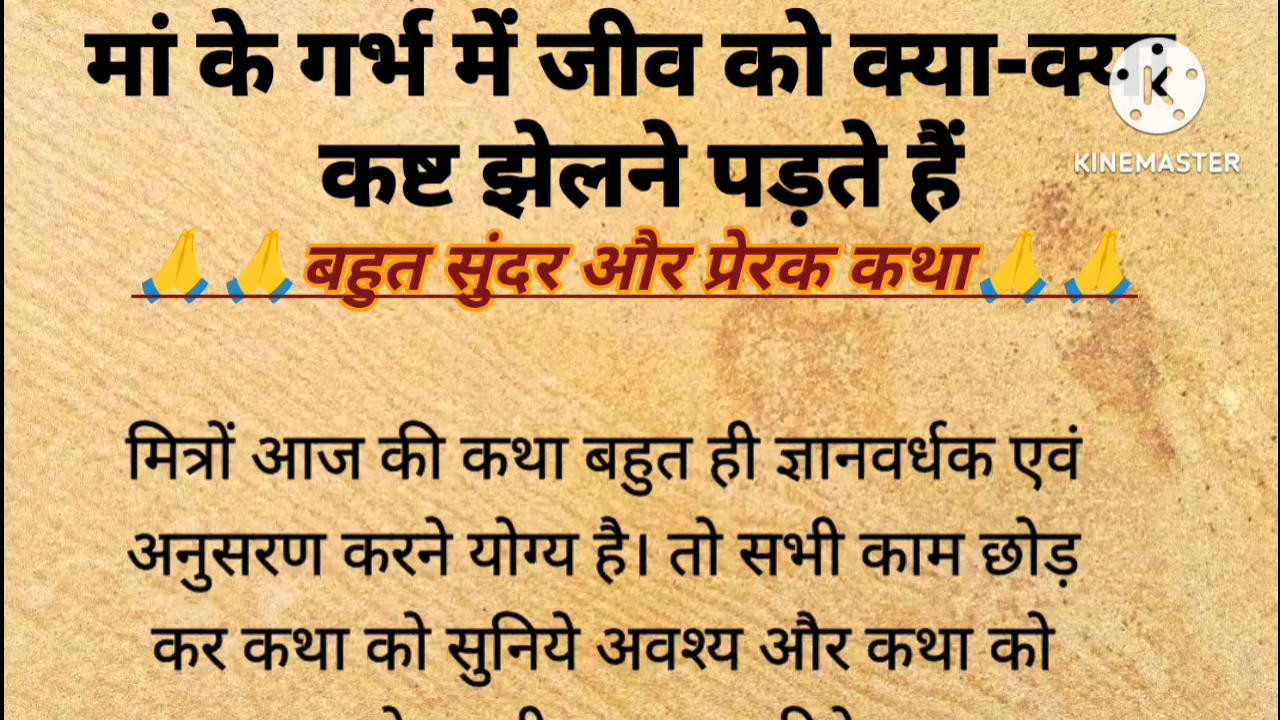 मां के गर्भ में जीव को क्या-क्या
कष्ट झेलने पड़ते हैं
🙏🙏बहुत सुंदर और प्रेरक कथा🙏🙏
मित्रों आज की कथा बहुत ही ज्ञानवर्धक एवं
अनुसरण करने योग्य है। तो सभी काम छोड़
कर कथा को सुनिये अवश्य और कथा को
KINEMASTER